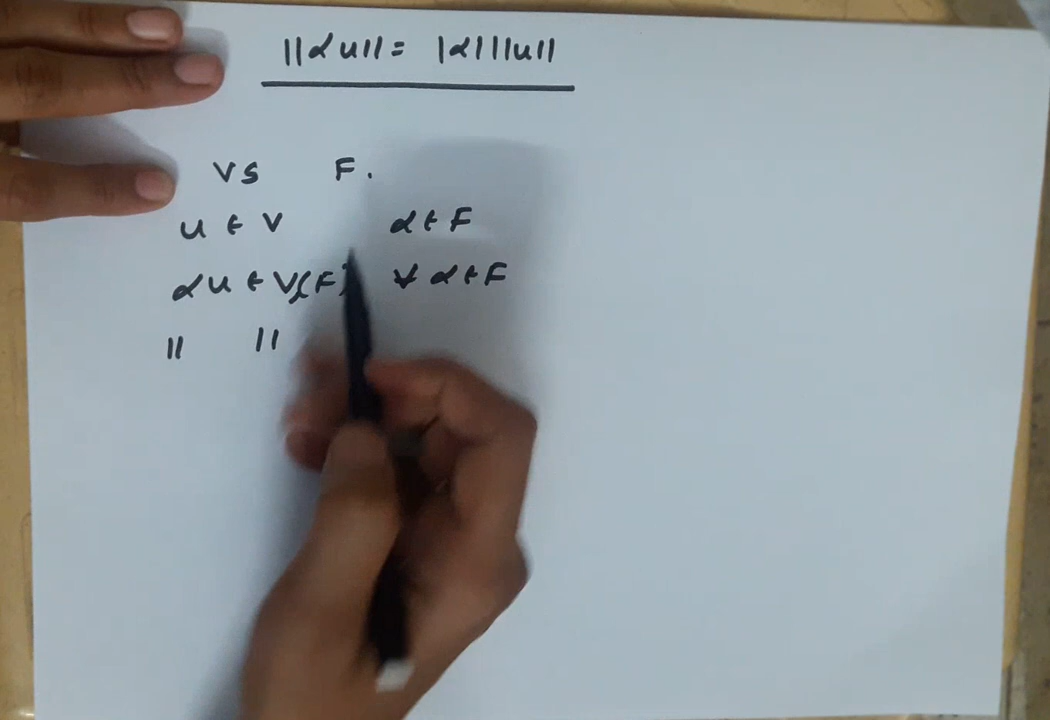 ||αu|| = |α| ||u||
VS F.
u ∈ V α ∈ F
αu ∈ V(F) ∀ α ∈ F
|| ||